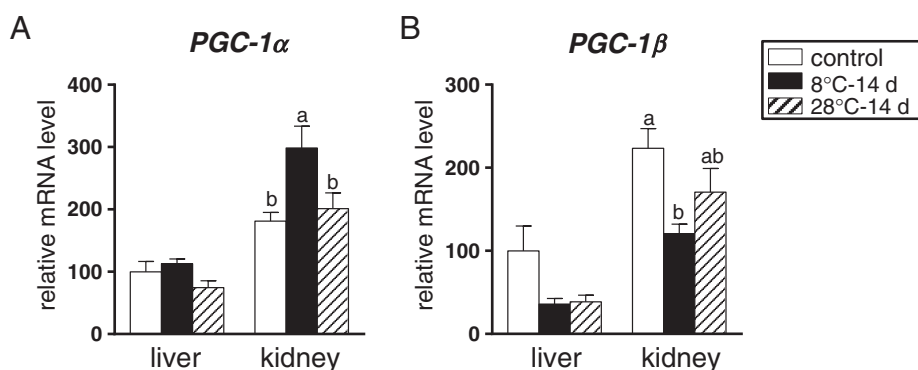 A
PGC-1α
relative mRNA level
400
300
200
100
0
b
a
b
liver
kidney
B
PGC-1β
relative mRNA level
300
200
100
0
a
b
ab
liver
kidney
control
8°C-14 d
28°C-14 d